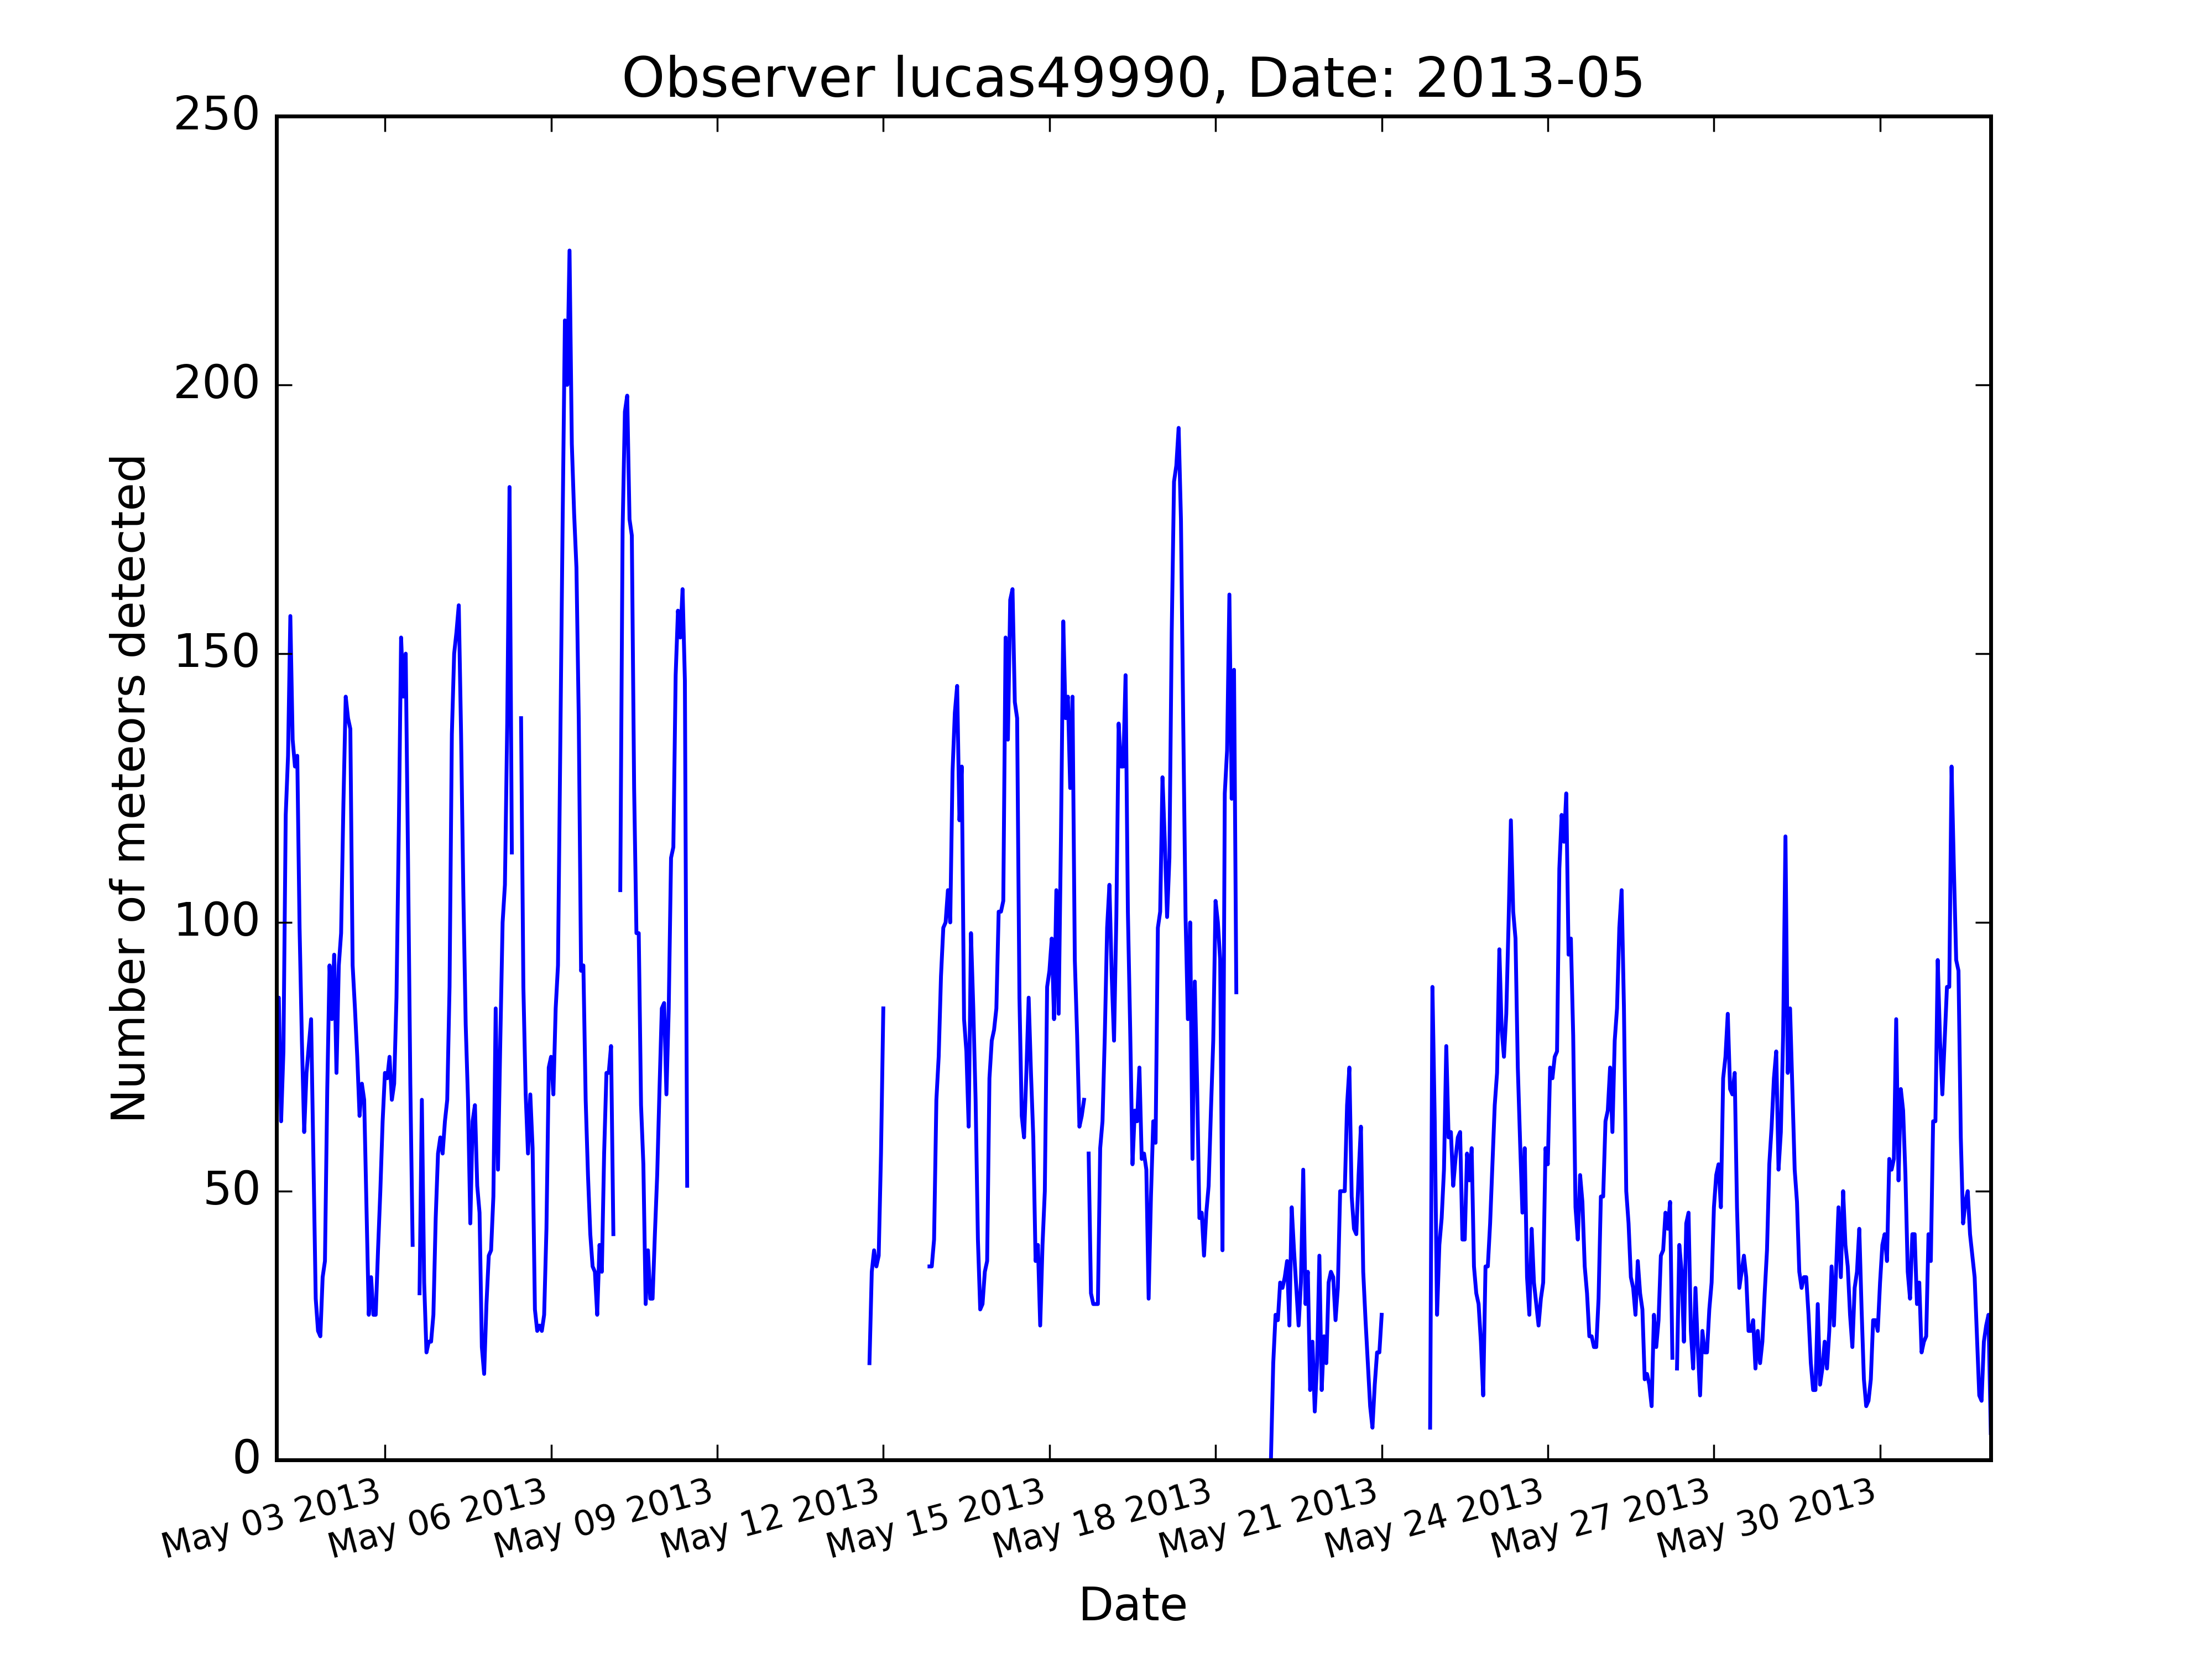 Observer lucas49990, Date: 2013-05
Number of meteors detected
250
200
150
100
50
0
May 03 2013
May 06 2013
May 09 2013
May 12 2013
May 15 2013
May 18 2013
May 21 2013
May 24 2013
May 27 2013
May 30 2013
Date